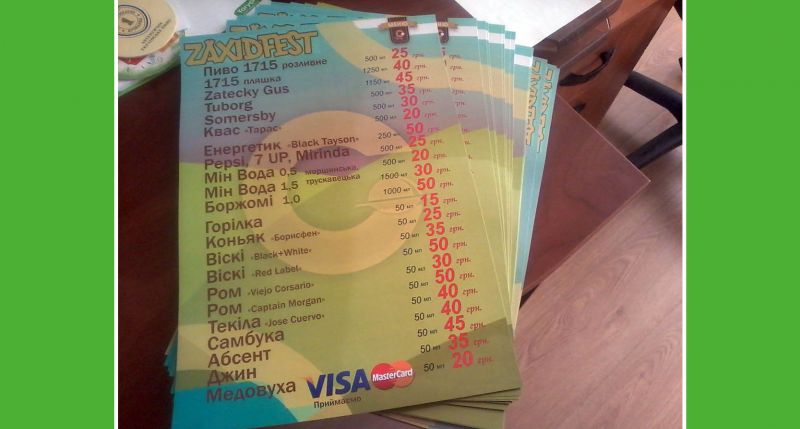 ZAXIDFEST
Пиво 1715 розливне 500 мл 25 грн.
1715 пляшка 1250 мл 40 грн.
Zatecky Gus 1150 мл 45 грн.
Tuborg 500 мл 35 грн.
Somersby 500 мл 30 грн.
Квас «Тарас» 500 мл 20 грн.
Енергетик «Black Tayson» 250 мл 50 грн.
Pepsi, 7 UP, Mirinda 500 мл 25 грн.
Мін Вода 0,5 моршинська, 500 мл 20 грн.
Мін Вода 1,5 трускавецька 1500 мл 30 грн.
Боржомі 1,0 1000 мл 50 грн.
Горілка 50 мл 15 грн.
Коньяк «Борисфен» 50 мл 25 грн.
Віскі «Black+White» 50 мл 35 грн.
Віскі «Red Label» 50 мл 50 грн.
Ром «Viejo Corsario» 50 мл 30 грн.
Ром «Captain Morgan» 50 мл 50 грн.
Текіла «Jose Cuervo» 50 мл 40 грн.
Самбука 50 мл 40 грн.
Абсент 50 мл 45 грн.
Джин 50 мл 35 грн.
Медовуха 50 мл 20 грн.
VISA MasterCard
Приймаємо